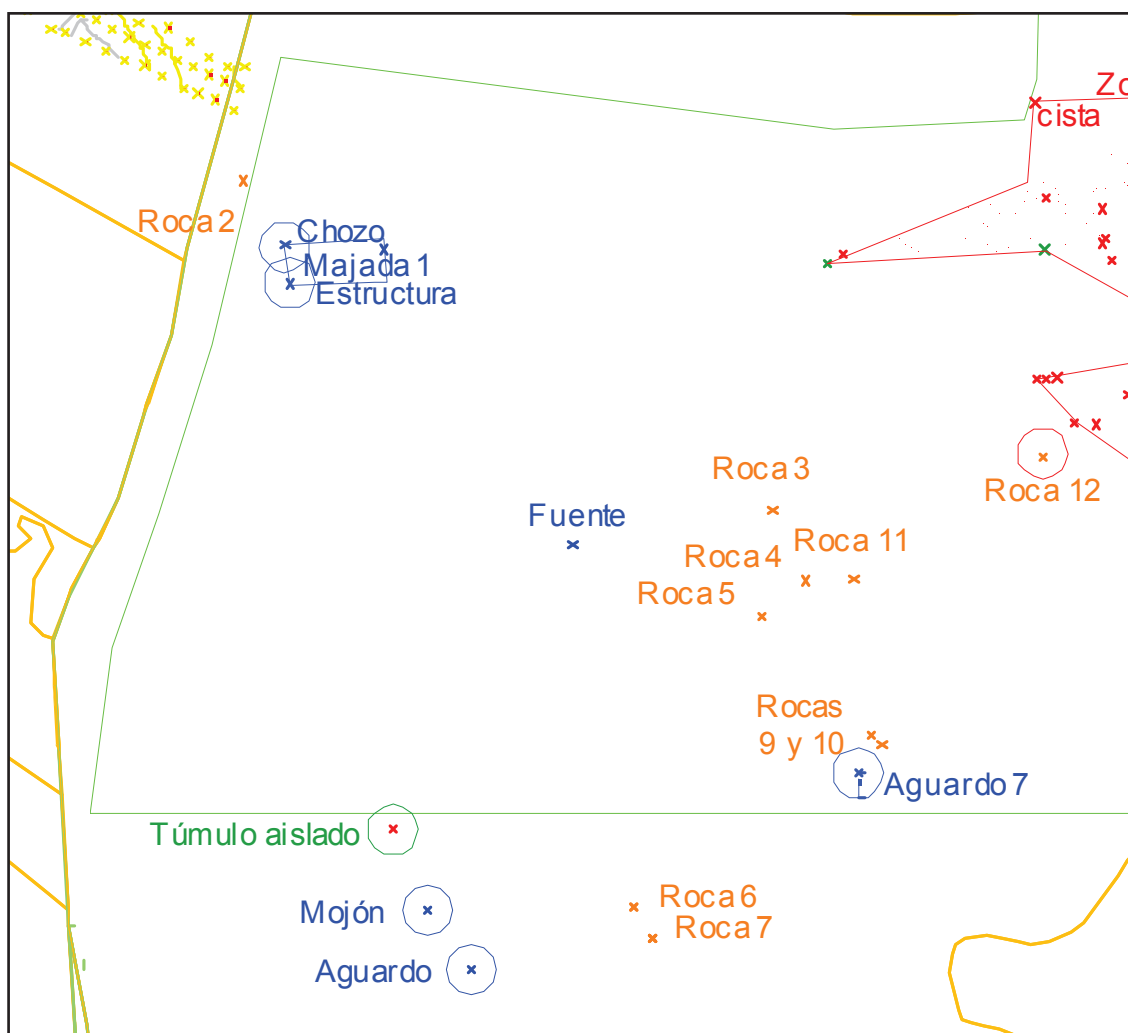 Zo
cista
Roca 2
Chozo
Majada 1
Estructura
Roca 3
Roca 12
Fuente
Roca 11
Roca 4
Roca 5
Rocas
9 y 10
Aguardo 7
Túmulo aislado
Roca 6
Mojón
Roca 7
Aguardo